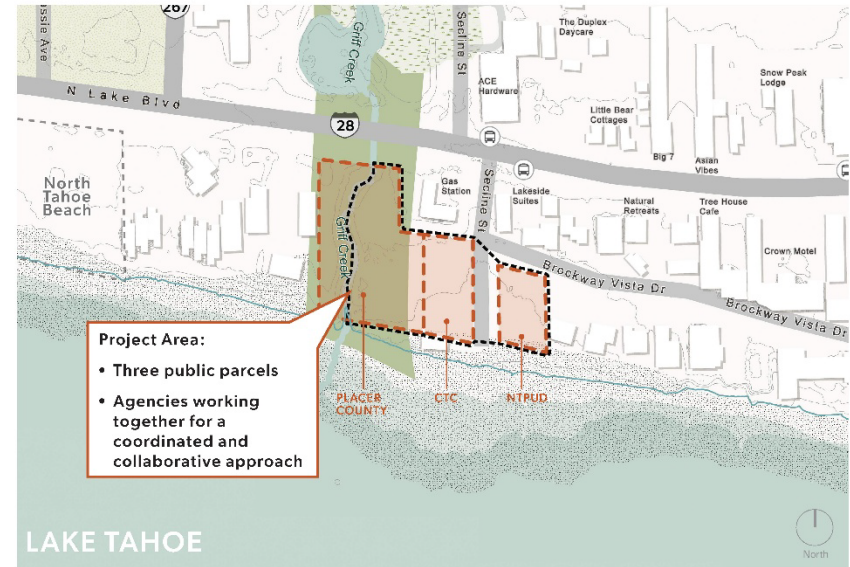 267
Griff Creek
Secline St
The Duplex
Daycare
ACE
Hardware
Snow Peak
Lodge
N Lake Blvd
Little Bear
Cottages
28
Big 7
Asian
Vibes
North
Tahoe
Beach
Gas
Station
Secline St
Lakeside
Suites
Natural
Retreats
Tree House
Cafe
Griff Creek
Crown Motel
Brockway Vista Dr
Brockway Vista Dr
Project Area:
• Three public parcels
• Agencies working
together for a
coordinated and
collaborative approach
PLACER
COUNTY
CTC
NTPUD
LAKE TAHOE
North